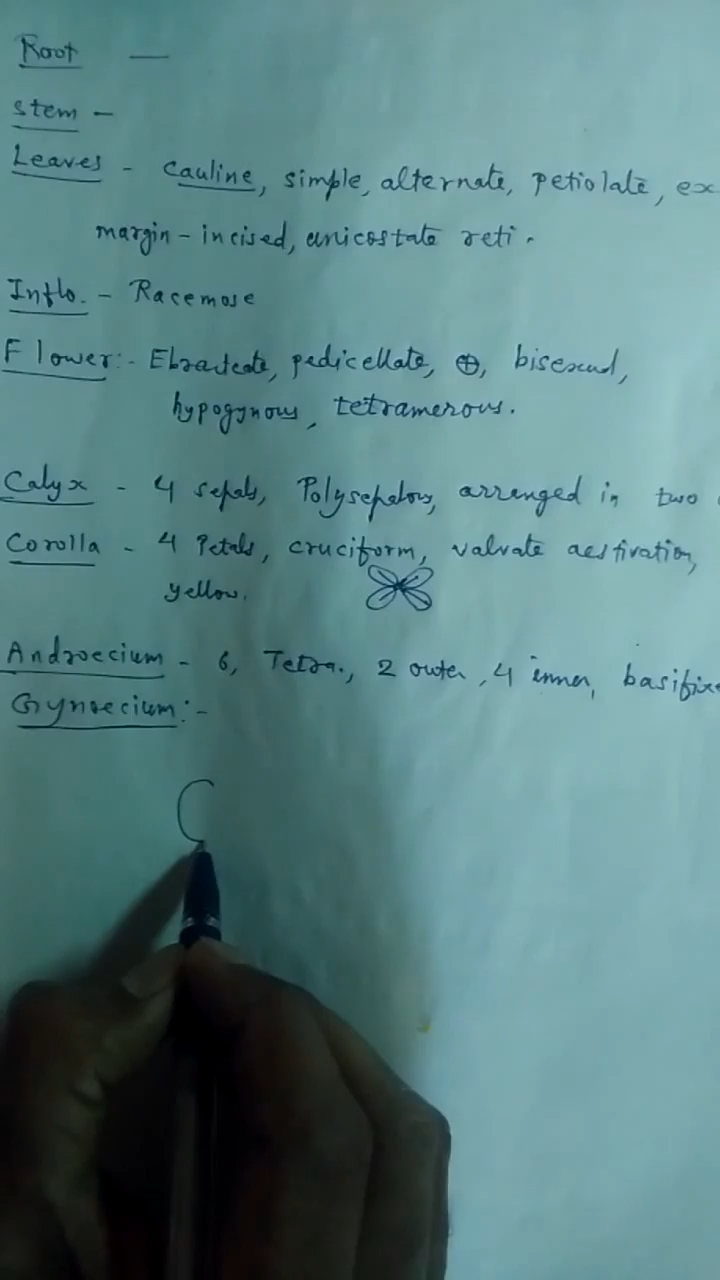 Root —
stem -
Leaves - Cauline, simple, alternate, petiolate, ex
margin - incised, unicostate reti.
Inflo. - Racemose
Flower:- Ebracteate, pedicellate, ⊕, bisexual,
hypogynous, tetramerous.
Calyx - 4 sepals, Polysepalous, arranged in two
Corolla - 4 Petals, cruciform, valvate aestivation,
yellow.
Androecium - 6, Tetra., 2 outer, 4 inner, basifixe
Gynoecium:-